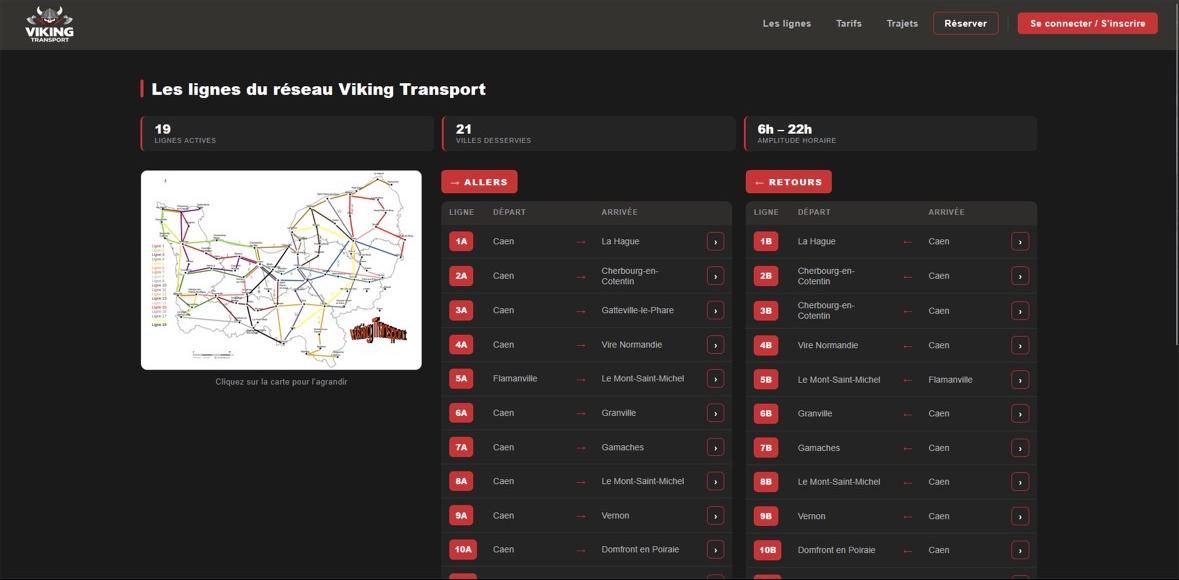 VIKING
TRANSPORT
Les lignes
Tarifs
Trajets
Réserver
Se connecter / S'inscrire
Les lignes du réseau Viking Transport
19
LIGNES ACTIVES
21
VILLES DESSERVIES
6h – 22h
AMPLITUDE HORAIRE
Viking Transport
Cliquez sur la carte pour l'agrandir
→ ALLERS
LIGNE DÉPART ARRIVÉE
1A Caen → La Hague ›
2A Caen → Cherbourg-en-
Cotentin ›
3A Caen → Gatteville-le-Phare ›
4A Caen → Vire Normandie ›
5A Flamanville → Le Mont-Saint-Michel ›
6A Caen → Granville ›
7A Caen → Gamaches ›
8A Caen → Le Mont-Saint-Michel ›
9A Caen → Vernon ›
10A Caen → Domfront en Poiraie ›
← RETOURS
LIGNE DÉPART ARRIVÉE
1B La Hague ← Caen ›
2B Cherbourg-en-
Cotentin ← Caen ›
3B Cherbourg-en-
Cotentin ← Caen ›
4B Vire Normandie ← Caen ›
5B Le Mont-Saint-Michel ← Flamanville ›
6B Granville ← Caen ›
7B Gamaches ← Caen ›
8B Le Mont-Saint-Michel ← Caen ›
9B Vernon ← Caen ›
10B Domfront en Poiraie ← Caen ›